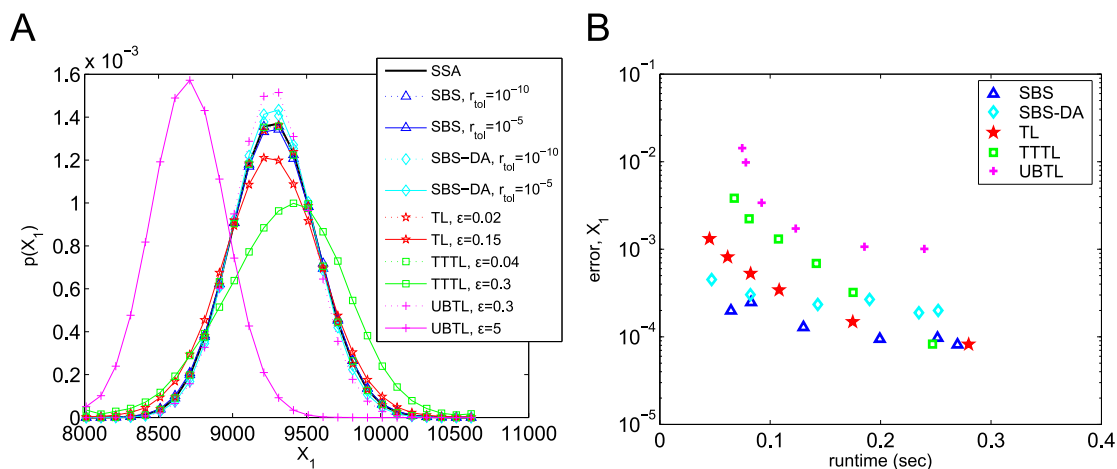 A
x 10⁻³
1.6
1.4
1.2
1
0.8
0.6
0.4
0.2
0
p(X₁)
8000 8500 9000 9500 10000 10500 11000
X₁
SSA
SBS, rₜₒₗ=10⁻¹⁰
SBS, rₜₒₗ=10⁻⁵
SBS-DA, rₜₒₗ=10⁻¹⁰
SBS-DA, rₜₒₗ=10⁻⁵
TL, ε=0.02
TL, ε=0.15
TTTL, ε=0.04
TTTL, ε=0.3
UBTL, ε=0.3
UBTL, ε=5
B
10⁻¹
10⁻²
10⁻³
10⁻⁴
10⁻⁵
error, X₁
0 0.1 0.2 0.3 0.4
runtime (sec)
SBS
SBS-DA
TL
TTTL
UBTL